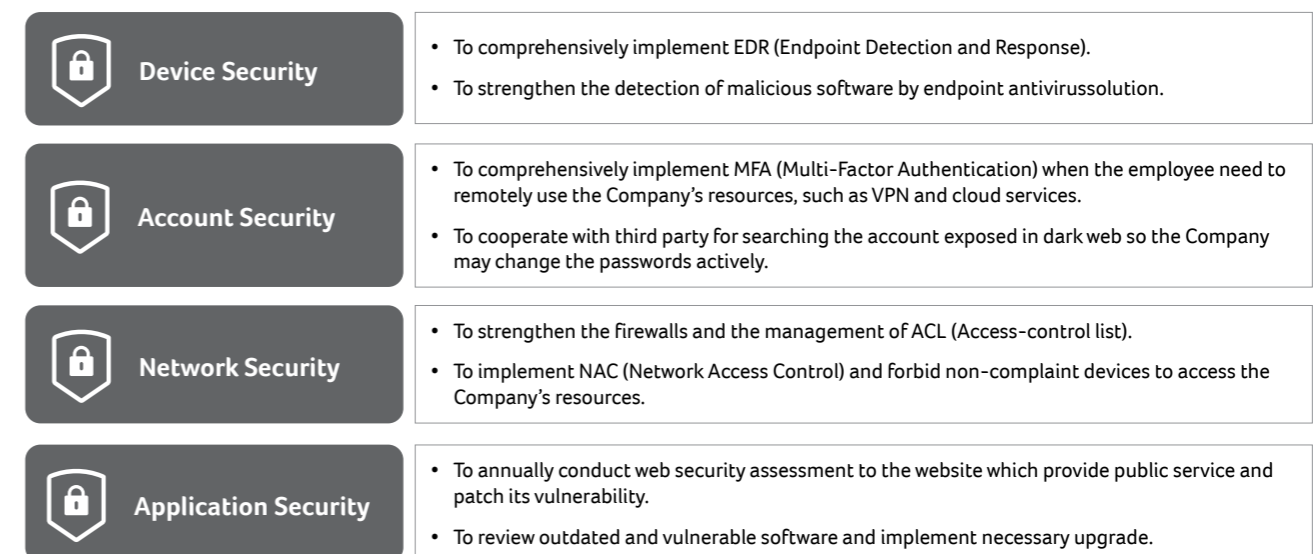 Device Security
• To comprehensively implement EDR (Endpoint Detection and Response).
• To strengthen the detection of malicious software by endpoint antivirussolution.
Account Security
• To comprehensively implement MFA (Multi-Factor Authentication) when the employee need to
remotely use the Company's resources, such as VPN and cloud services.
• To cooperate with third party for searching the account exposed in dark web so the Company
may change the passwords actively.
Network Security
• To strengthen the firewalls and the management of ACL (Access-control list).
• To implement NAC (Network Access Control) and forbid non-complaint devices to access the
Company's resources.
Application Security
• To annually conduct web security assessment to the website which provide public service and
patch its vulnerability.
• To review outdated and vulnerable software and implement necessary upgrade.